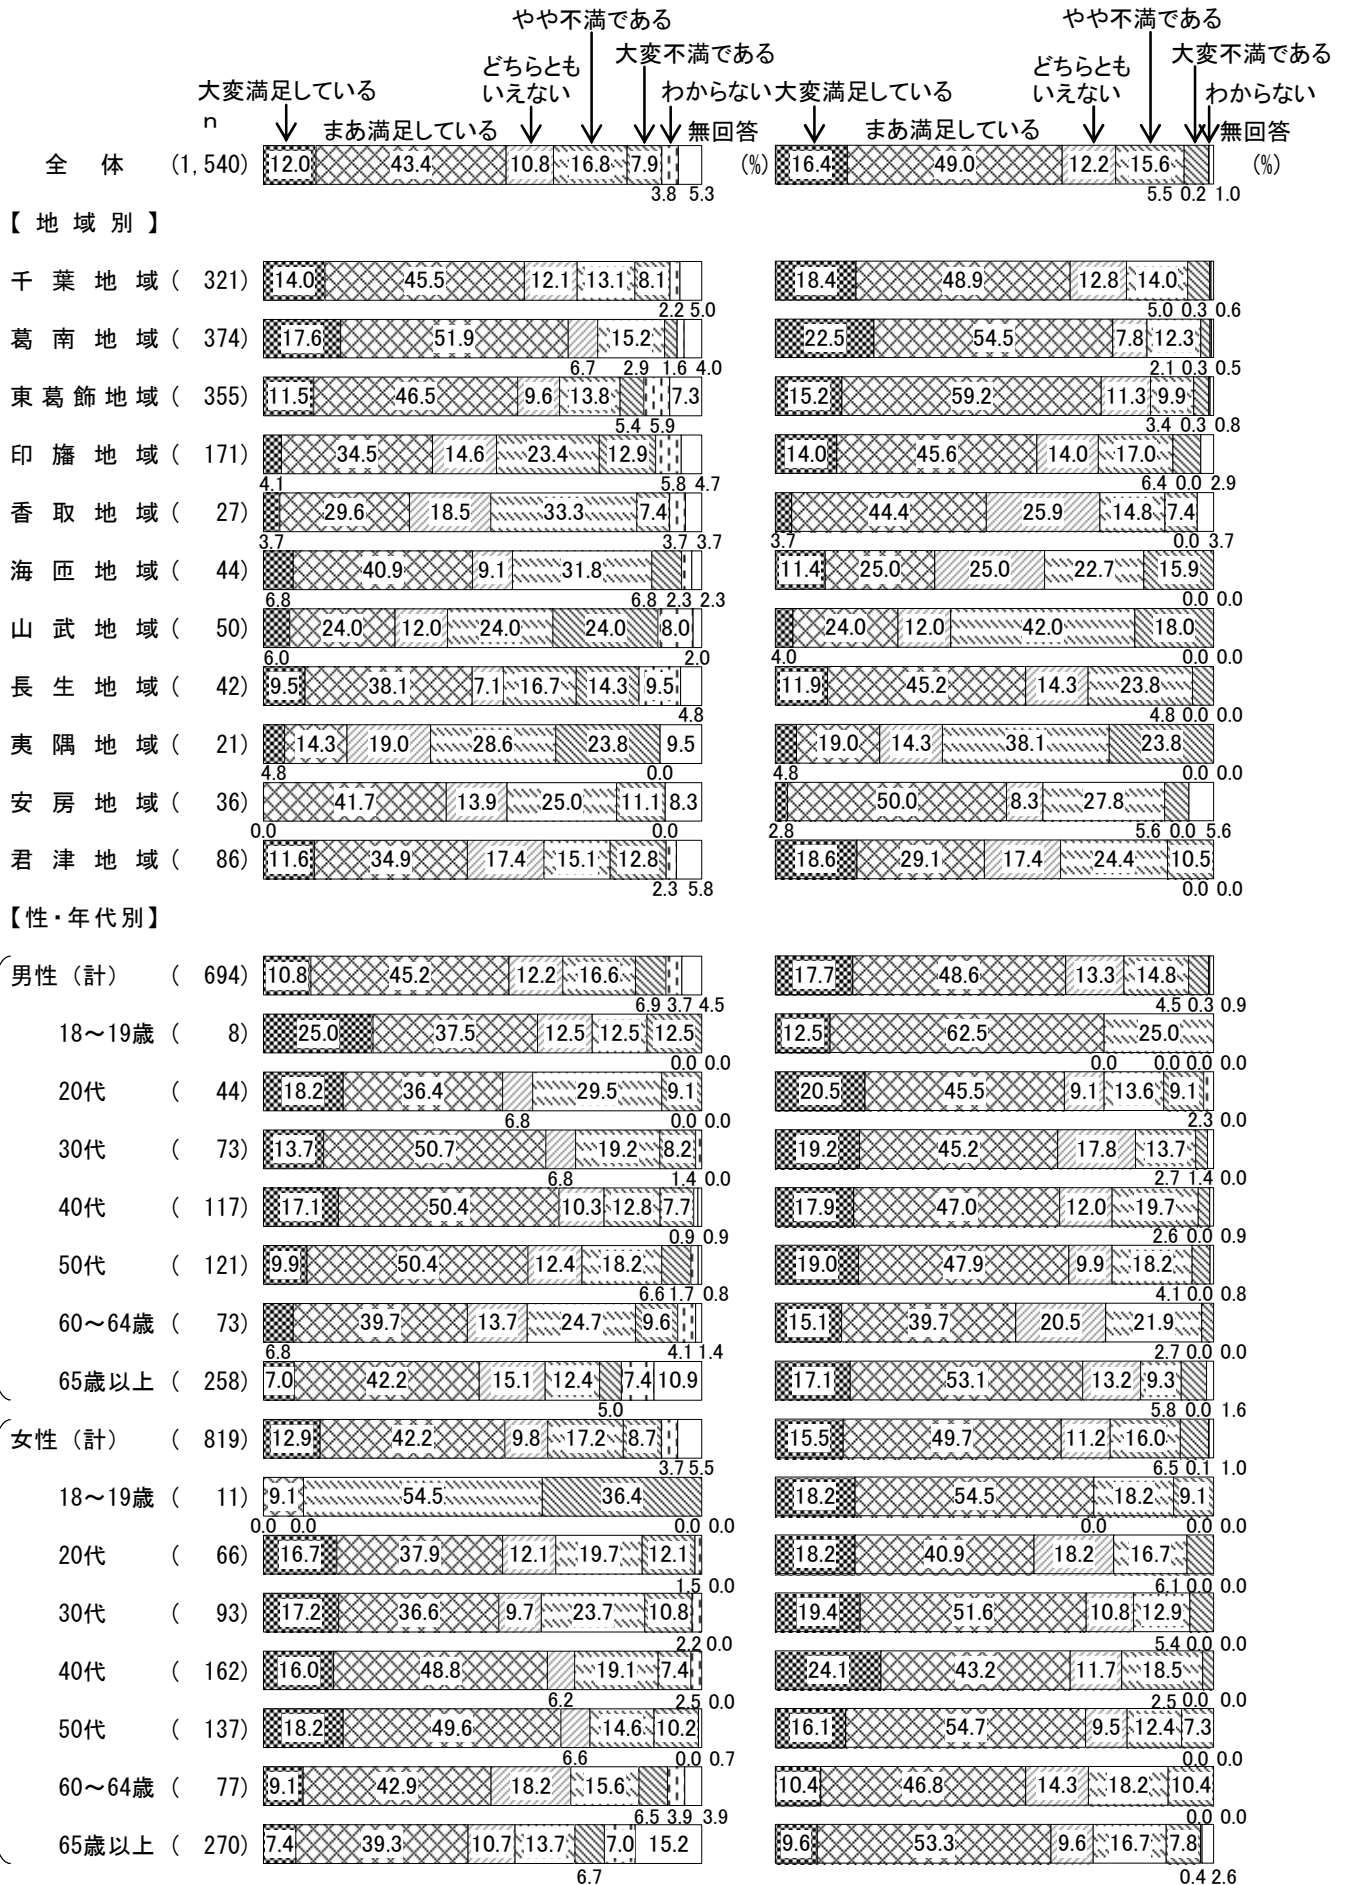 やや不満である やや不満である
大変不満である 大変不満である
どちらとも いえない どちらとも いえない
大変満足している わからない 大変満足している わからない
n まあ満足している 無回答 まあ満足している 無回答
全体 (1,540) 12.0 43.4 10.8 16.8 7.9 (%) 16.4 49.0 12.2 15.6 (%)
3.8 5.3 5.5 0.2 1.0
【地域別】
千葉地域 ( 321) 14.0 45.5 12.1 13.1 8.1 18.4 48.9 12.8 14.0
2.2 5.0 5.0 0.3 0.6
葛南地域 ( 374) 17.6 51.9 15.2 22.5 54.5 7.8 12.3
6.7 2.9 1.6 4.0 2.1 0.3 0.5
東葛飾地域 ( 355) 11.5 46.5 9.6 13.8 7.3 15.2 59.2 11.3 9.9
5.4 5.9 3.4 0.3 0.8
印旛地域 ( 171) 34.5 14.6 23.4 12.9 14.0 45.6 14.0 17.0
4.1 5.8 4.7 6.4 0.0 2.9
香取地域 ( 27) 29.6 18.5 33.3 7.4 44.4 25.9 14.8 7.4
3.7 3.7 3.7 3.7 0.0 3.7
海匝地域 ( 44) 40.9 9.1 31.8 11.4 25.0 25.0 22.7 15.9
6.8 6.8 2.3 2.3 0.0 0.0
山武地域 ( 50) 24.0 12.0 24.0 24.0 8.0 24.0 12.0 42.0 18.0
6.0 2.0 4.0 0.0 0.0
長生地域 ( 42) 9.5 38.1 7.1 16.7 14.3 9.5 11.9 45.2 14.3 23.8
4.8 4.8 0.0 0.0
夷隅地域 ( 21) 14.3 19.0 28.6 23.8 9.5 19.0 14.3 38.1 23.8
4.8 0.0 4.8 0.0 0.0
安房地域 ( 36) 41.7 13.9 25.0 11.1 8.3 50.0 8.3 27.8
0.0 0.0 2.8 5.6 0.0 5.6
君津地域 ( 86) 11.6 34.9 17.4 15.1 12.8 18.6 29.1 17.4 24.4 10.5
2.3 5.8 0.0 0.0
【性・年代別】
男性（計） ( 694) 10.8 45.2 12.2 16.6 17.7 48.6 13.3 14.8
6.9 3.7 4.5 4.5 0.3 0.9
18～19歳 ( 8) 25.0 37.5 12.5 12.5 12.5 12.5 62.5 25.0
0.0 0.0 0.0 0.0 0.0 0.0
20代 ( 44) 18.2 36.4 29.5 9.1 20.5 45.5 9.1 13.6 9.1
6.8 0.0 0.0 2.3 0.0
30代 ( 73) 13.7 50.7 19.2 8.2 19.2 45.2 17.8 13.7
6.8 1.4 0.0 2.7 1.4 0.0
40代 ( 117) 17.1 50.4 10.3 12.8 7.7 17.9 47.0 12.0 19.7
0.9 0.9 2.6 0.0 0.9
50代 ( 121) 9.9 50.4 12.4 18.2 19.0 47.9 9.9 18.2
6.6 1.7 0.8 4.1 0.0 0.8
60～64歳 ( 73) 39.7 13.7 24.7 9.6 15.1 39.7 20.5 21.9
6.8 4.1 1.4 2.7 0.0 0.0
65歳以上 ( 258) 7.0 42.2 15.1 12.4 7.4 10.9 17.1 53.1 13.2 9.3
5.0 5.8 0.0 1.6
女性（計） ( 819) 12.9 42.2 9.8 17.2 8.7 15.5 49.7 11.2 16.0
3.7 5.5 6.5 0.1 1.0
18～19歳 ( 11) 9.1 54.5 36.4 18.2 54.5 18.2 9.1
0.0 0.0 0.0 0.0 0.0 0.0 0.0
20代 ( 66) 16.7 37.9 12.1 19.7 12.1 18.2 40.9 18.2 16.7
1.5 0.0 6.1 0.0 0.0
30代 ( 93) 17.2 36.6 9.7 23.7 10.8 19.4 51.6 10.8 12.9
2.2 0.0 5.4 0.0 0.0
40代 ( 162) 16.0 48.8 19.1 7.4 24.1 43.2 11.7 18.5
6.2 2.5 0.0 2.5 0.0 0.0
50代 ( 137) 18.2 49.6 14.6 10.2 16.1 54.7 9.5 12.4 7.3
6.6 0.0 0.7 0.0 0.0
60～64歳 ( 77) 9.1 42.9 18.2 15.6 10.4 46.8 14.3 18.2 10.4
6.5 3.9 3.9 0.0 0.0
65歳以上 ( 270) 7.4 39.3 10.7 13.7 7.0 15.2 9.6 53.3 9.6 16.7 7.8
6.7 0.4 2.6